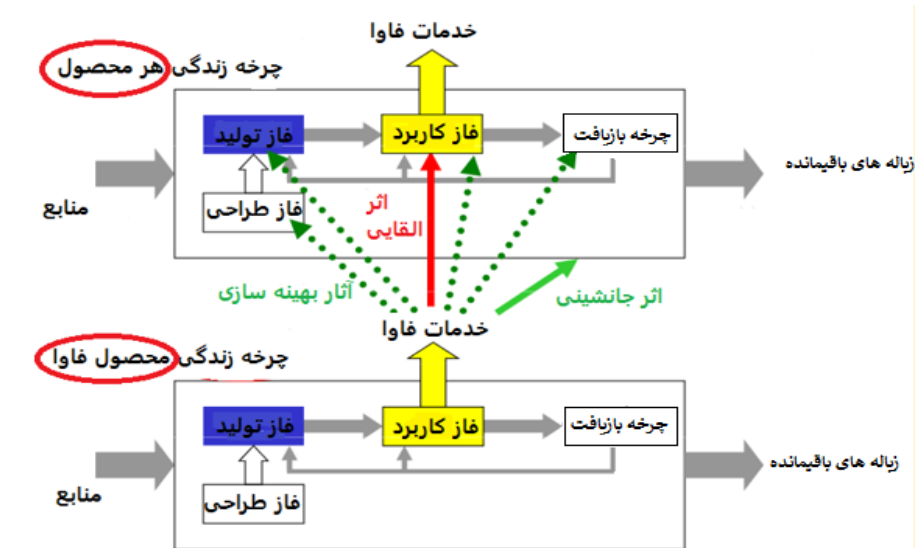 خدمات فاوا
چرخه زندگی هر محصول
فاز تولید
فاز کاربرد
چرخه بازیافت
منابع
زباله های باقیمانده
فاز طراحی
اثر
القایی
آثار بهینه سازی
اثر جانشینی
خدمات فاوا
چرخه زندگی محصول فاوا
فاز تولید
فاز کاربرد
چرخه بازیافت
منابع
زباله های باقیمانده
فاز طراحی